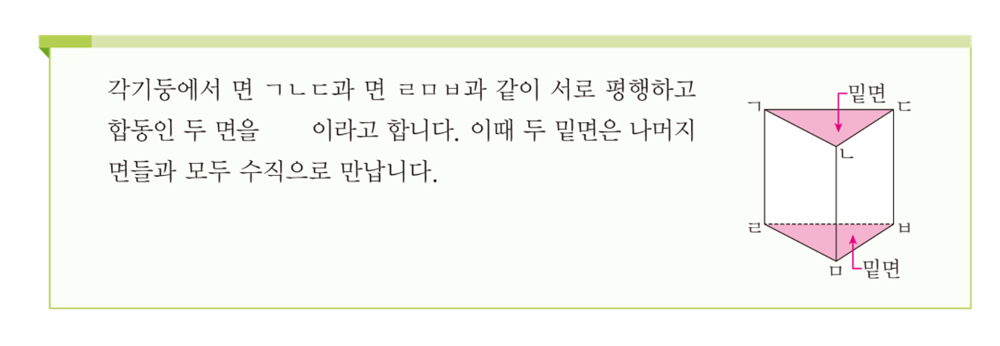 각기둥에서 면 ㄱㄴㄷ과 면 ㄹㅁㅂ과 같이 서로 평행하고
합동인 두 면을 이라고 합니다. 이때 두 밑면은 나머지
면들과 모두 수직으로 만납니다.
밑면
ㄱ
ㄷ
ㄴ
ㄹ
ㅂ
ㅁ
밑면